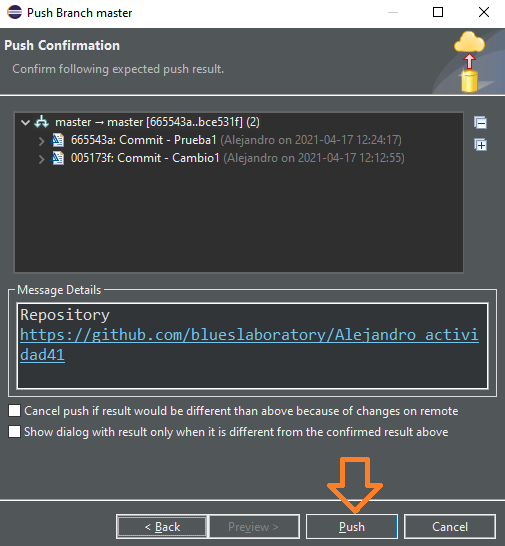 Push Branch master
Push Confirmation
Confirm following expected push result.
master → master [665543a..bce531f] (2)
665543a: Commit - Prueba1 (Alejandro on 2021-04-17 12:24:17)
005173f: Commit - Cambio1 (Alejandro on 2021-04-17 12:12:55)
Message Details
Repository
https://github.com/blueslaboratory/Alejandro_activi
dad41
Cancel push if result would be different than above because of changes on remote
Show dialog with result only when it is different from the confirmed result above
< Back
Preview >
Push
Cancel